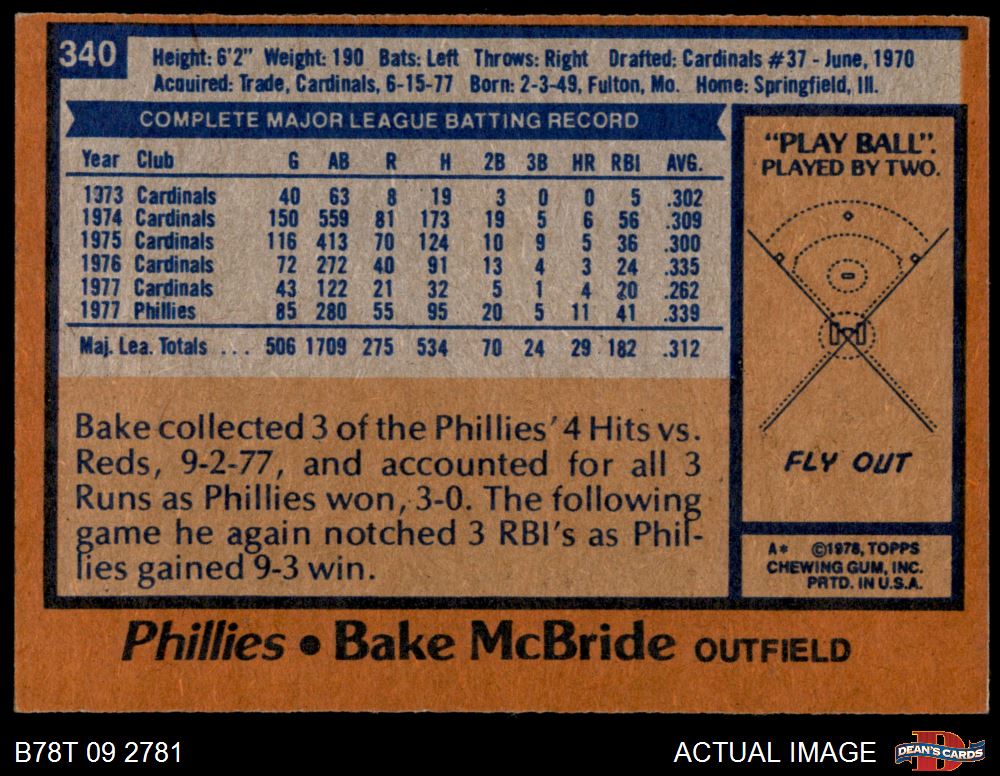 340
Height: 6'2" Weight: 190 Bats: Left Throws: Right Drafted: Cardinals #37 - June, 1970
Acquired: Trade, Cardinals, 6-15-77 Born: 2-3-49, Fulton, Mo. Home: Springfield, Ill.
COMPLETE MAJOR LEAGUE BATTING RECORD
Year Club G AB R H 2B 3B HR RBI AVG.
1973 Cardinals 40 63 8 19 3 0 0 5 .302
1974 Cardinals 150 559 81 173 19 5 6 56 .309
1975 Cardinals 116 413 70 124 10 9 5 36 .300
1976 Cardinals 72 272 40 91 13 4 3 24 .335
1977 Cardinals 43 122 21 32 5 1 4 20 .262
1977 Phillies 85 280 55 95 20 5 11 41 .339
Maj. Lea. Totals ... 506 1709 275 534 70 24 29 182 .312
Bake collected 3 of the Phillies' 4 Hits vs.
Reds, 9-2-77, and accounted for all 3
Runs as Phillies won, 3-0. The following
game he again notched 3 RBI's as Phil-
lies gained 9-3 win.
"PLAY BALL".
PLAYED BY TWO.
FLY OUT
A* ©1978, TOPPS
CHEWING GUM, INC.
PRTD. IN U.S.A.
Phillies • Bake McBride OUTFIELD
B78T 09 2781
ACTUAL IMAGE
DEAN'S CARDS